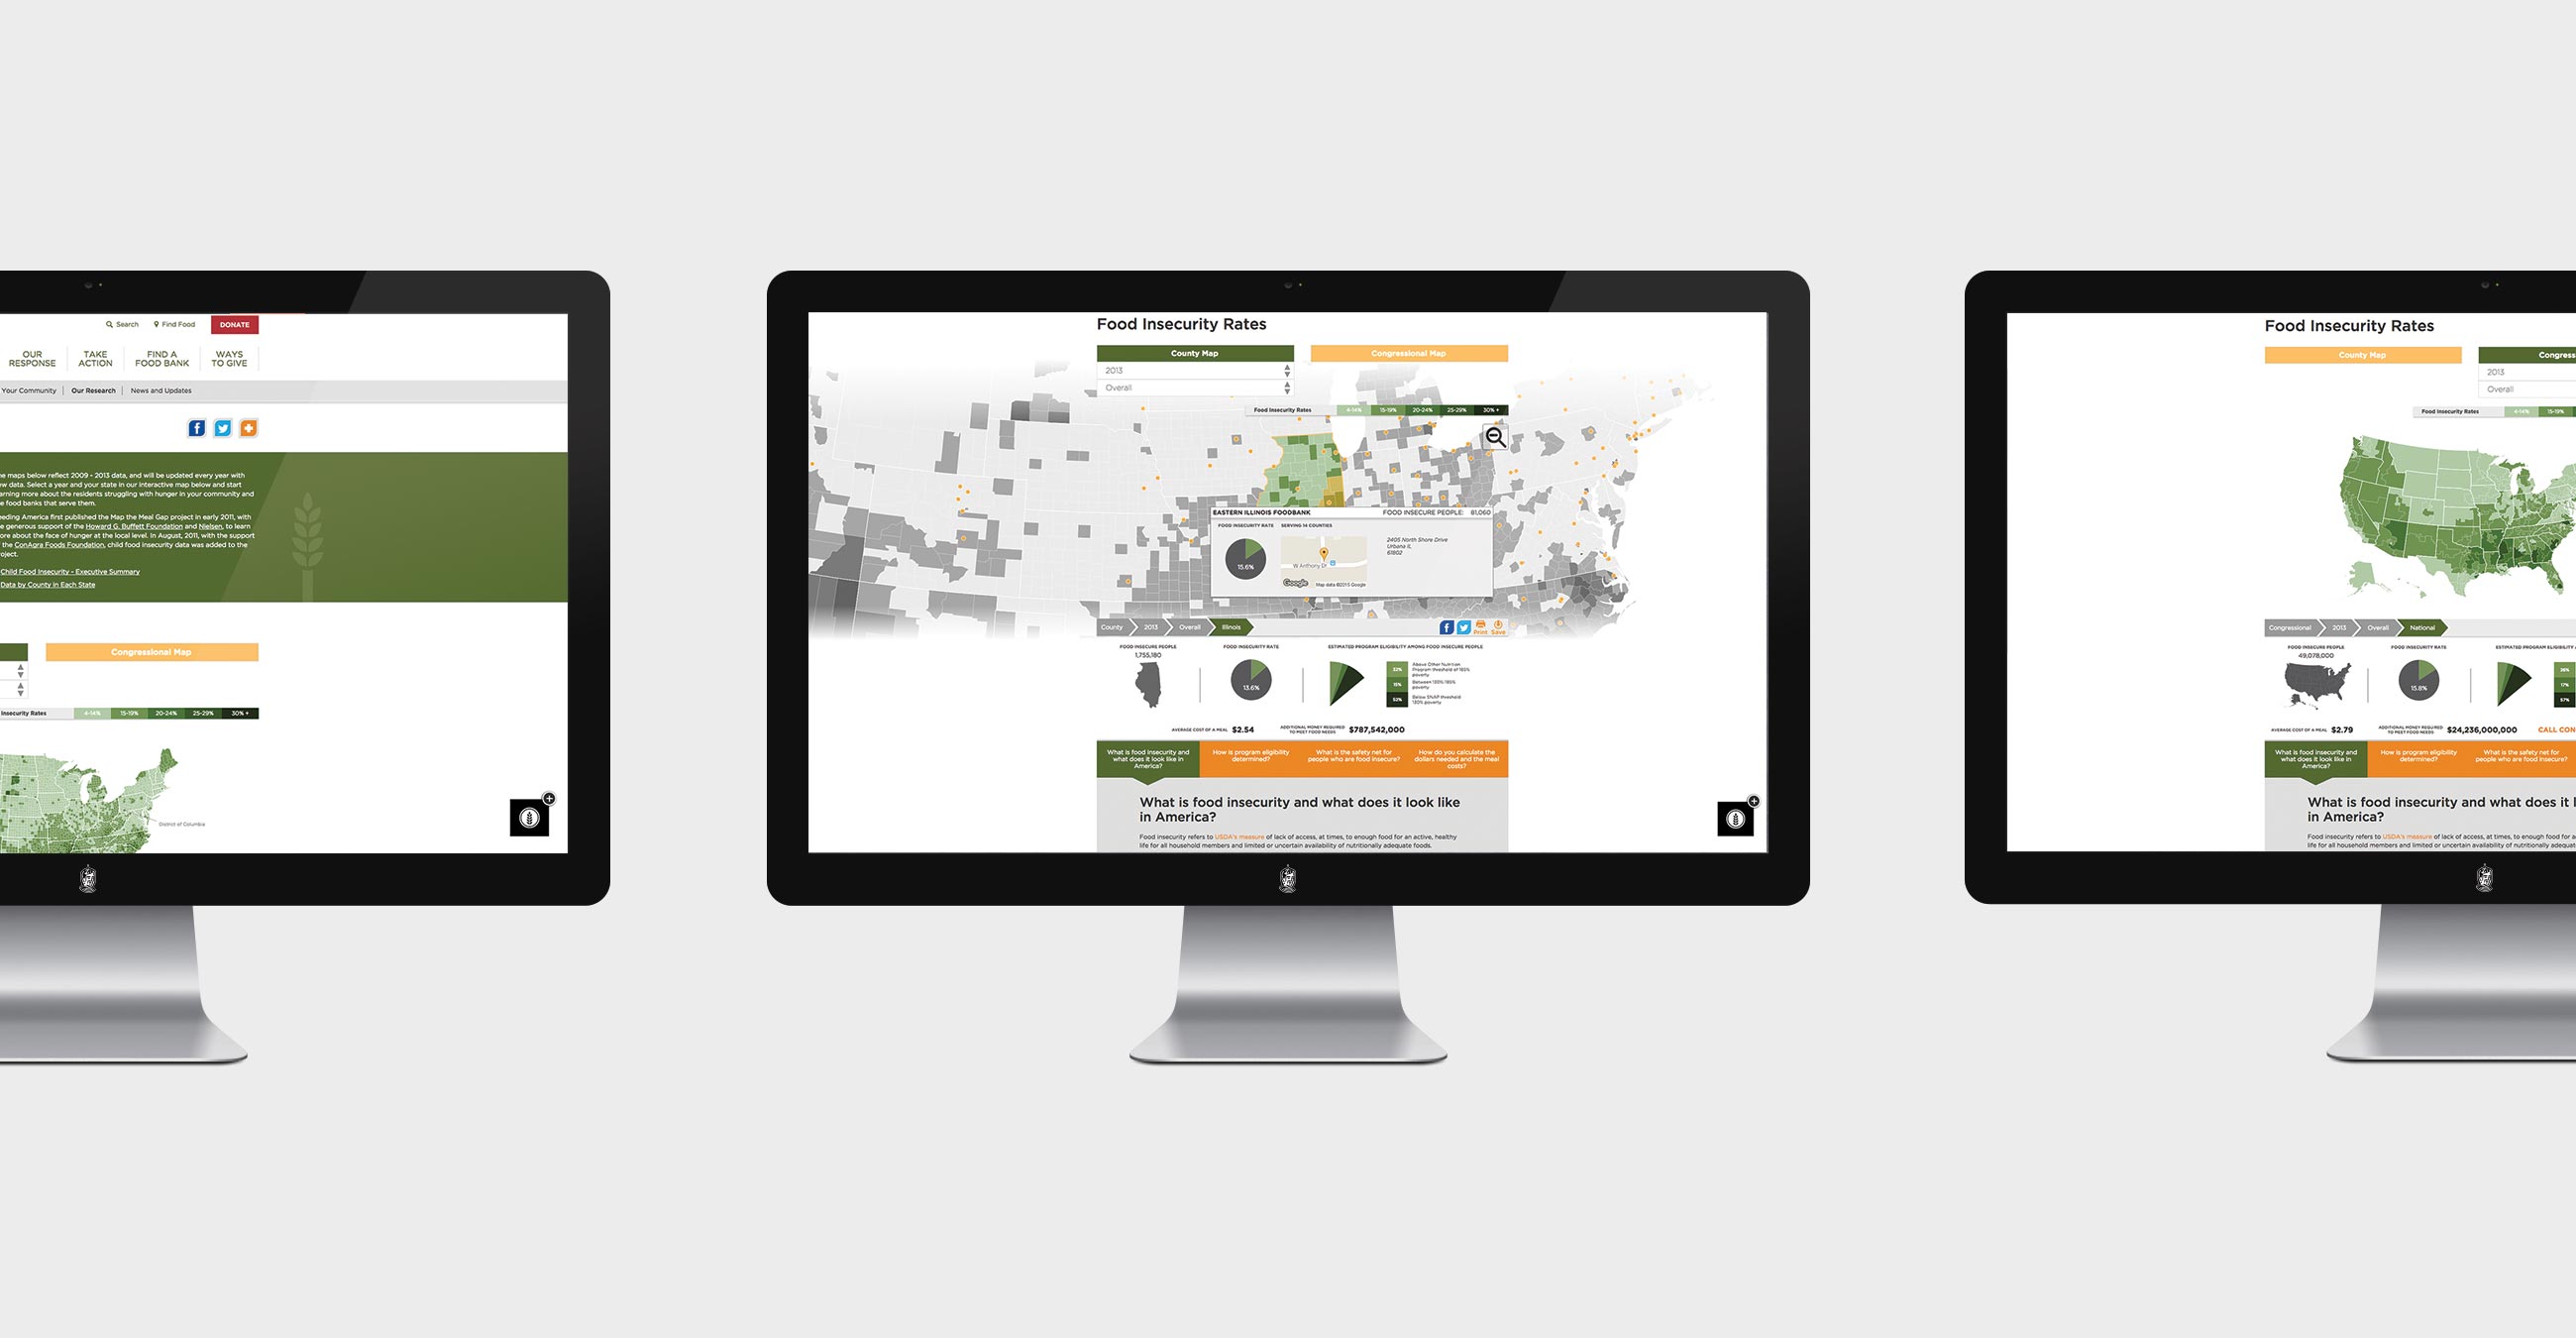 Search
Find Food
DONATE
OUR
RESPONSE
TAKE
ACTION
FIND A
FOOD BANK
WAYS
TO GIVE
Your Community
Our Research
News and Updates
e maps below reflect 2009 - 2013 data, and will be updated every year with
w data. Select a year and your state in our interactive map below and start
arning more about the residents struggling with hunger in your community and
e food banks that serve them.
eeding America first published the Map the Meal Gap project in early 2011, with
e generous support of the Howard G. Buffett Foundation and Nielsen, to learn
ore about the face of hunger at the local level. In August, 2011, with the support
the ConAgra Foods Foundation, child food insecurity data was added to the
oject.
Child Food Insecurity - Executive Summary
Data by County in Each State
Congressional Map
Insecurity Rates
4-14%
15-19%
20-24%
25-29%
30% +
District of Columbia
Food Insecurity Rates
County Map
Congressional Map
2013
Overall
Food Insecurity Rates
4-14%
15-19%
20-24%
25-29%
30% +
EASTERN ILLINOIS FOODBANK
FOOD INSECURE PEOPLE: 81,060
FOOD INSECURITY RATE
SERVING 14 COUNTIES
15.6%
W Anthony Dr
Google
Map data ©2015 Google
2405 North Shore Drive
Urbana IL
61802
County
2013
Overall
Illinois
Print
Save
FOOD INSECURE PEOPLE
1,755,180
FOOD INSECURITY RATE
13.6%
ESTIMATED PROGRAM ELIGIBILITY AMONG FOOD INSECURE PEOPLE
Above Other Nutrition
Program threshold of 185%
poverty
15%
Between 130%-185%
poverty
Below SNAP threshold
130% poverty
AVERAGE COST OF A MEAL $2.54
ADDITIONAL MONEY REQUIRED
TO MEET FOOD NEEDS
$787,542,000
What is food insecurity and
what does it look like in
America?
How is program eligibility
determined?
What is the safety net for
people who are food insecure?
How do you calculate the
dollars needed and the meal
costs?
What is food insecurity and what does it look like
in America?
Food insecurity refers to USDA's measure of lack of access, at times, to enough food for an active, healthy
life for all household members and limited or uncertain availability of nutritionally adequate foods.
Food Insecurity Rates
County Map
Congress
2013
Overall
Food Insecurity Rates
4-14%
15-19%
Congressional
2013
Overall
National
FOOD INSECURE PEOPLE
49,078,000
FOOD INSECURITY RATE
15.8%
ESTIMATED PROGRAM ELIGIBILITY
26%
17%
57%
AVERAGE COST OF A MEAL $2.79
ADDITIONAL MONEY REQUIRED
TO MEET FOOD NEEDS
$24,236,000,000
CALL CON
What is food insecurity and
what does it look like in
America?
How is program eligibility
determined?
What is the safety net for
people who are food insecure?
What is food insecurity and what does it l
in America?
Food insecurity refers to USDA's measure of lack of access, at times, to enough food for a
life for all household members and limited or uncertain availability of nutritionally adequate